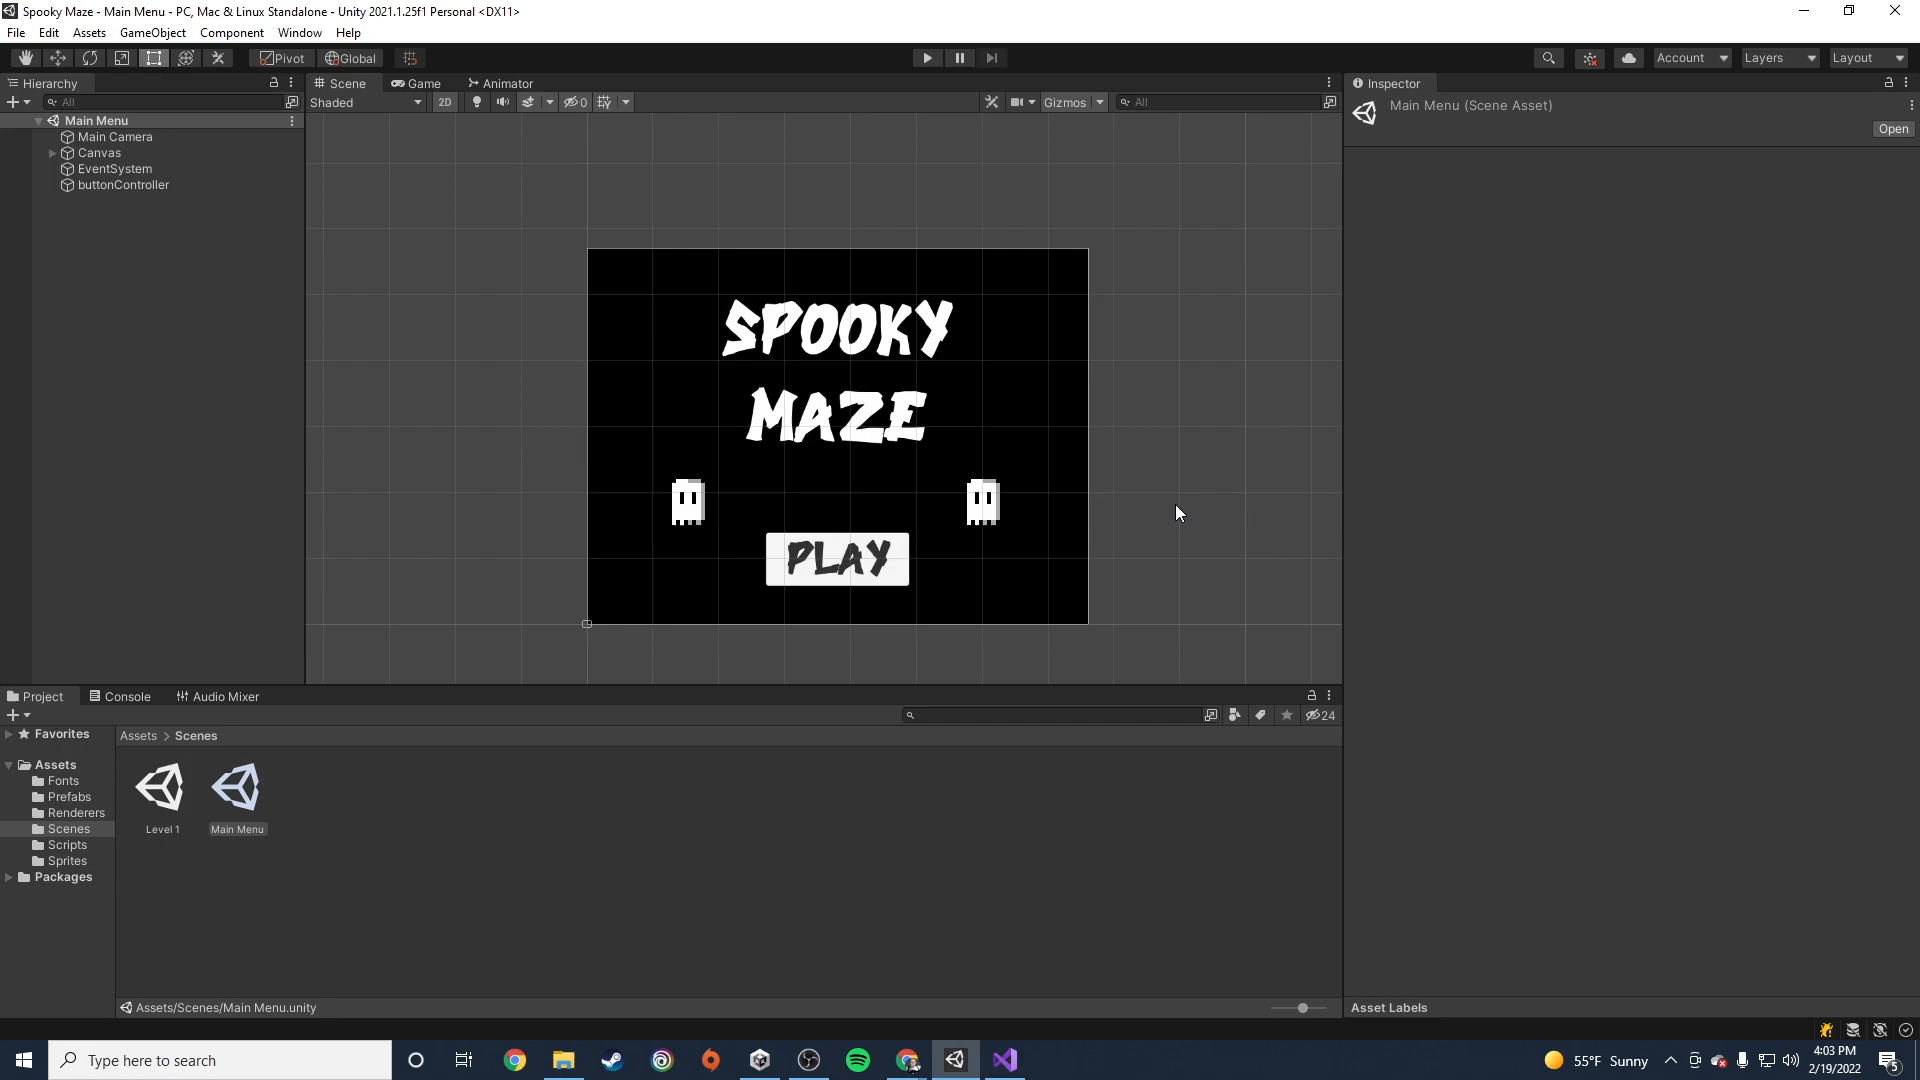 Spooky Maze - Main Menu - PC, Mac & Linux Standalone - Unity 2021.1.25f1 Personal <DX11>
File Edit Assets GameObject Component Window Help
Pivot Global Account Layers Layout
Hierarchy Scene Game Animator Inspector
All Shaded 2D 0 Gizmos All Main Menu (Scene Asset)
Main Menu
Open
Main Camera
Canvas
EventSystem
buttonController
SPOOKY
MAZE
PLAY
Project Console Audio Mixer
24
Favorites
Assets > Scenes
Assets
Fonts
Prefabs
Renderers
Scenes
Scripts
Sprites
Packages
Level 1 Main Menu
Assets/Scenes/Main Menu.unity
Asset Labels
Type here to search
55°F Sunny
4:03 PM
2/19/2022
5